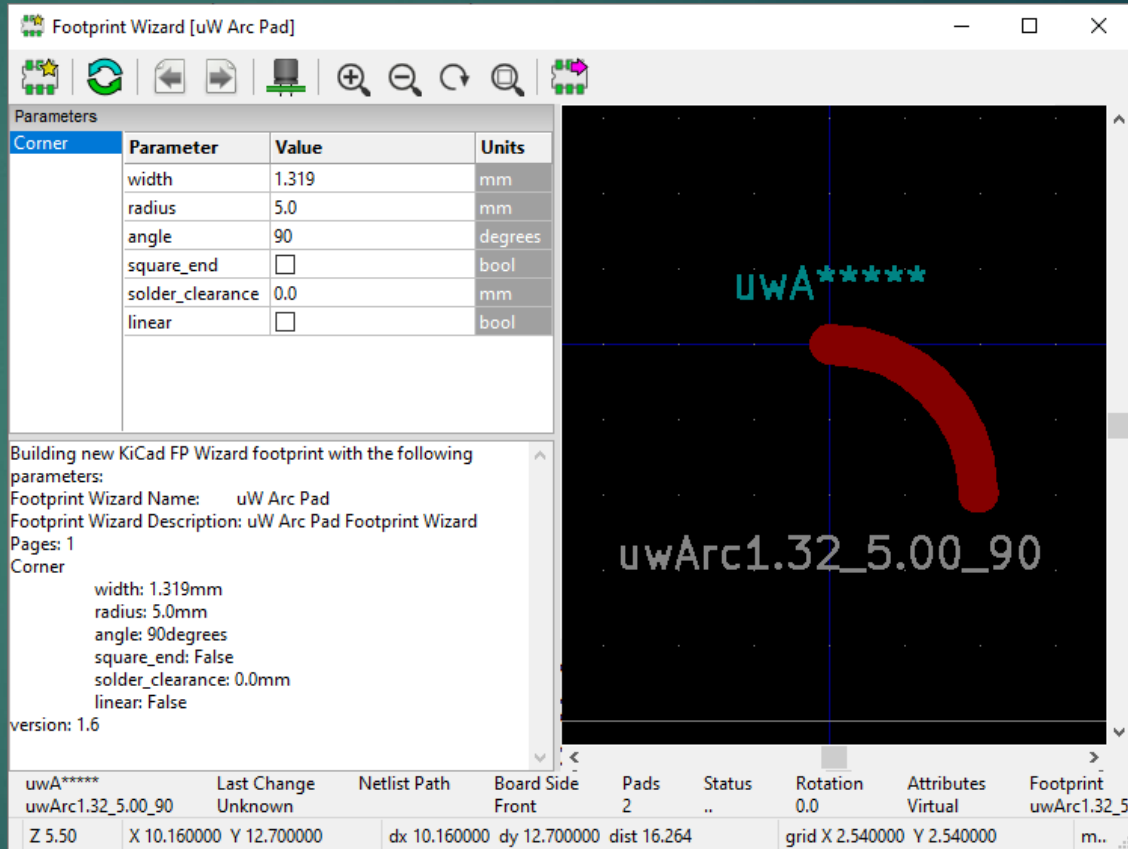 Footprint Wizard [uW Arc Pad]
Parameters
Corner
Parameter Value Units
width 1.319 mm
radius 5.0 mm
angle 90 degrees
square_end bool
solder_clearance 0.0 mm
linear bool
uwA*****
uwArc1.32_5.00_90
Building new KiCad FP Wizard footprint with the following
parameters:
Footprint Wizard Name: uW Arc Pad
Footprint Wizard Description: uW Arc Pad Footprint Wizard
Pages: 1
Corner
width: 1.319mm
radius: 5.0mm
angle: 90degrees
square_end: False
solder_clearance: 0.0mm
linear: False
version: 1.6
uwA***** Last Change Netlist Path Board Side Pads Status Rotation Attributes Footprint
uwArc1.32_5.00_90 Unknown Front 2 .. 0.0 Virtual uwArc1.32_5
Z 5.50 X 10.160000 Y 12.700000 dx 10.160000 dy 12.700000 dist 16.264 grid X 2.540000 Y 2.540000 m..